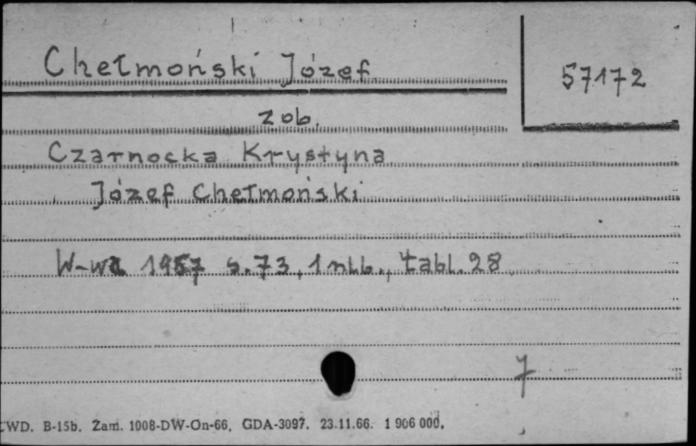 Chełmoński Józef
57172
zob.
Czarnocka Krystyna
Józef Chełmoński
W-wa 1957 s. 73, 1 nlb., tabl. 28
7
CWD. B-15b. Zam. 1008-DW-On-66. GDA-3097. 23.11.66. 1 906 000.